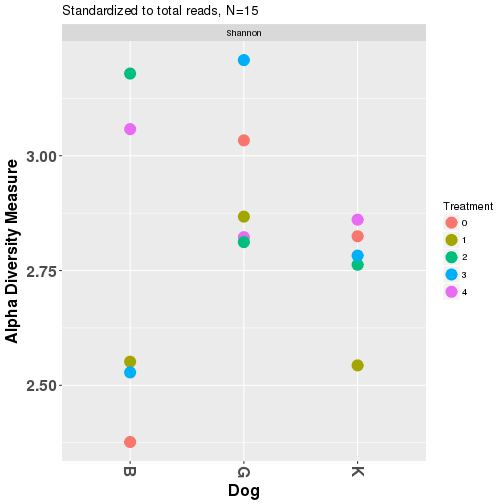 Standardized to total reads, N=15
Shannon
Alpha Diversity Measure
3.00
2.75
2.50
B
G
K
Dog
Treatment
0
1
2
3
4